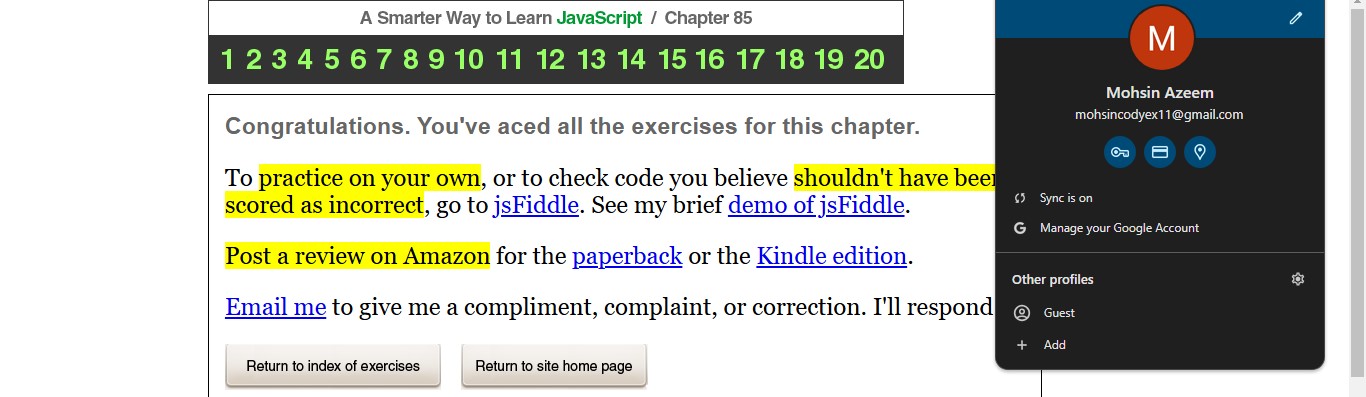 A Smarter Way to Learn JavaScript / Chapter 85
1 2 3 4 5 6 7 8 9 10 11 12 13 14 15 16 17 18 19 20
Congratulations. You've aced all the exercises for this chapter.
To practice on your own, or to check code you believe shouldn't have been
scored as incorrect, go to jsFiddle. See my brief demo of jsFiddle.
Post a review on Amazon for the paperback or the Kindle edition.
Email me to give me a compliment, complaint, or correction. I'll respond
Return to index of exercises
Return to site home page
M
Mohsin Azeem
mohsincodyex11@gmail.com
Sync is on
G Manage your Google Account
Other profiles
Guest
Add